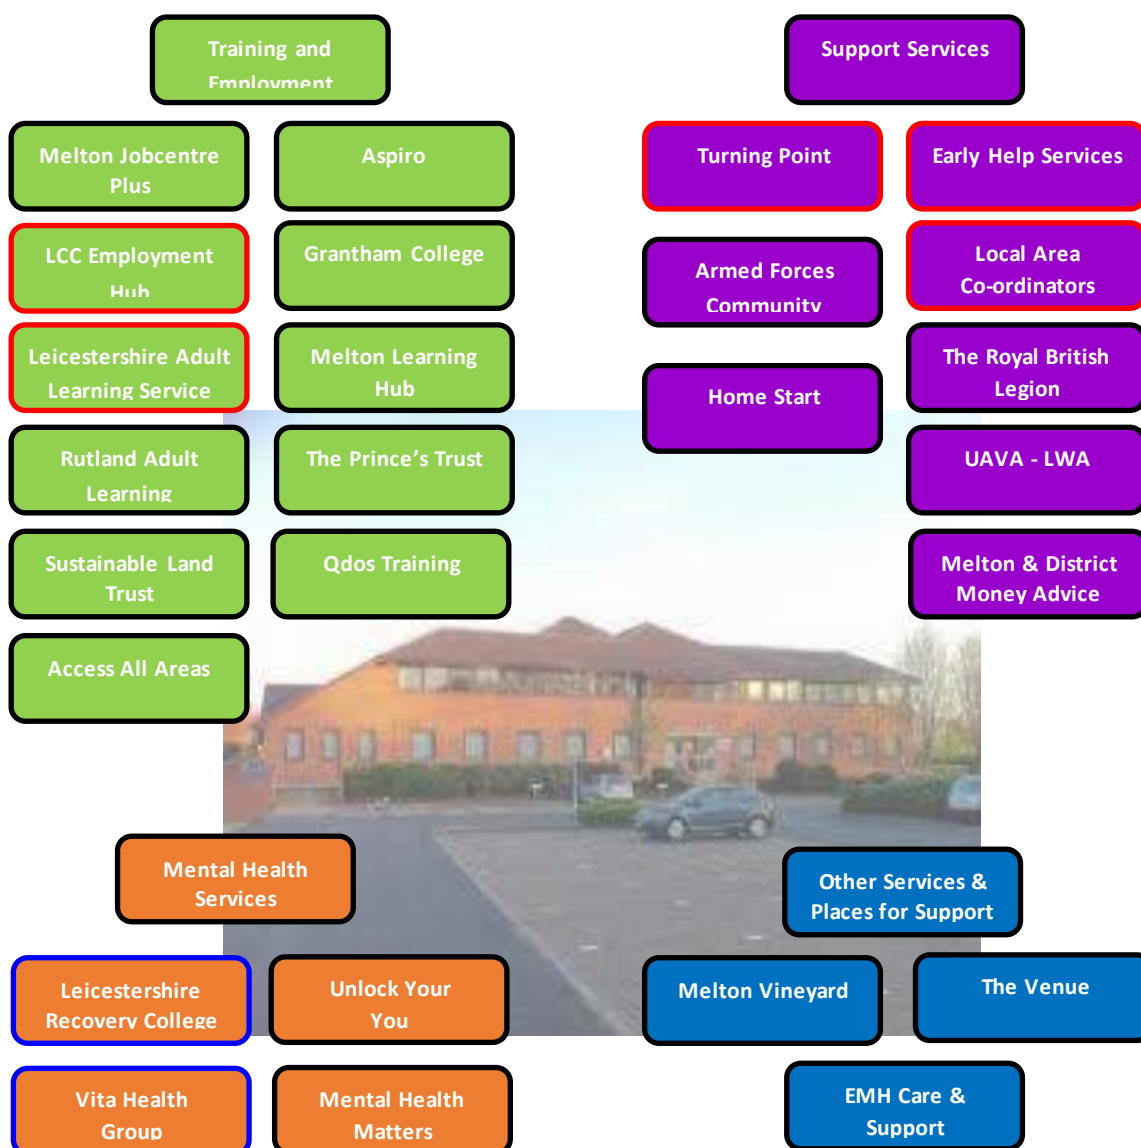 Training and
Employment
Support Services
Melton Jobcentre
Plus
Aspiro
Turning Point
Early Help Services
LCC Employment
Hub
Grantham College
Armed Forces
Community
Local Area
Co-ordinators
Leicestershire Adult
Learning Service
Melton Learning
Hub
Home Start
The Royal British
Legion
Rutland Adult
Learning
The Prince's Trust
UAVA - LWA
Sustainable Land
Trust
Qdos Training
Melton & District
Money Advice
Access All Areas
Mental Health
Services
Other Services &
Places for Support
Leicestershire
Recovery College
Unlock Your
You
Melton Vineyard
The Venue
Vita Health
Group
Mental Health
Matters
EMH Care &
Support